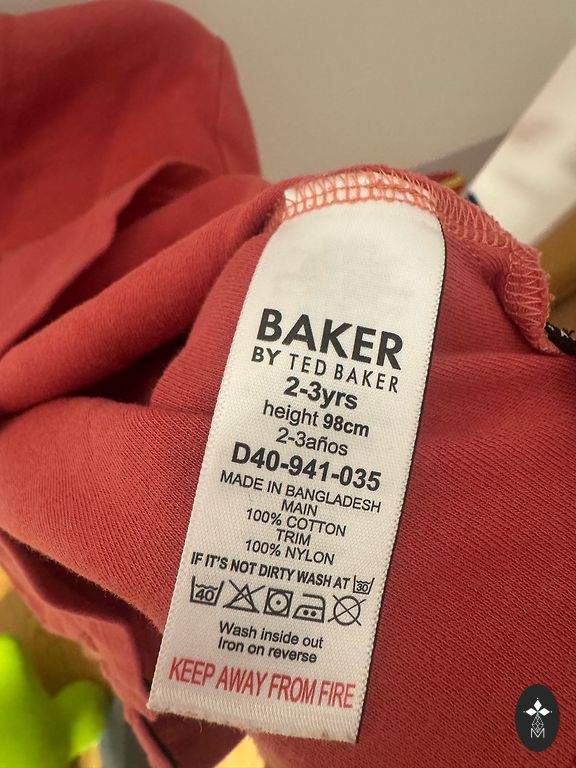 BAKER
BY TED BAKER
2-3yrs
height 98cm
2-3años
D40-941-035
MADE IN BANGLADESH
MAIN
100% COTTON
TRIM
100% NYLON
IF IT'S NOT DIRTY WASH AT 30
40
Wash inside out
Iron on reverse
KEEP AWAY FROM FIRE
M